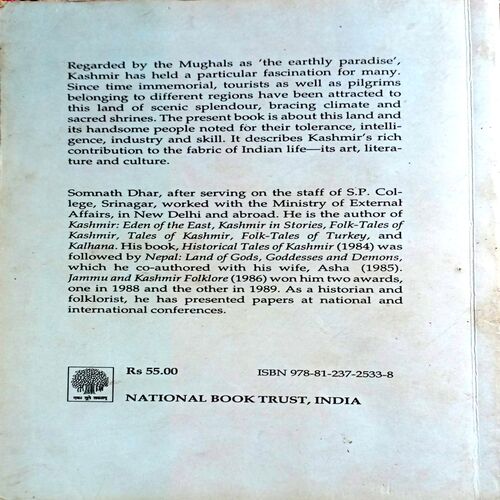 Regarded by the Mughals as ‘the earthly paradise’,
Kashmir has held a particular fascination for many.
Since time immemorial, tourists as well as pilgrims
belonging to different regions have been attracted to
this land of scenic splendour, bracing climate and
sacred shrines. The present book is about this land and
its handsome people noted for their tolerance, intelli-
gence, industry and skill. It describes Kashmir's rich
contribution to the fabric of Indian life—its art, litera-
ture and culture.
Somnath Dhar, after serving on the staff of S.P. Col-
lege, Srinagar, worked with the Ministry of External
Affairs, in New Delhi and abroad. He is the author of
Kashmir: Eden of the East, Kashmir in Stories, Folk-Tales of
Kashmir, Tales of Kashmir, Folk-Tales of Turkey, and
Kalhana. His book, Historical Tales of Kashmir (1984) was
followed by Nepal: Land of Gods, Goddesses and Demons,
which he co-authored with his wife, Asha (1985).
Jammu and Kashmir Folklore (1986) won him two awards,
one in 1988 and the other in 1989. As a historian and
folklorist, he has presented papers at national and
international conferences.
Rs 55.00
ISBN 978-81-237-2533-8
NATIONAL BOOK TRUST, INDIA